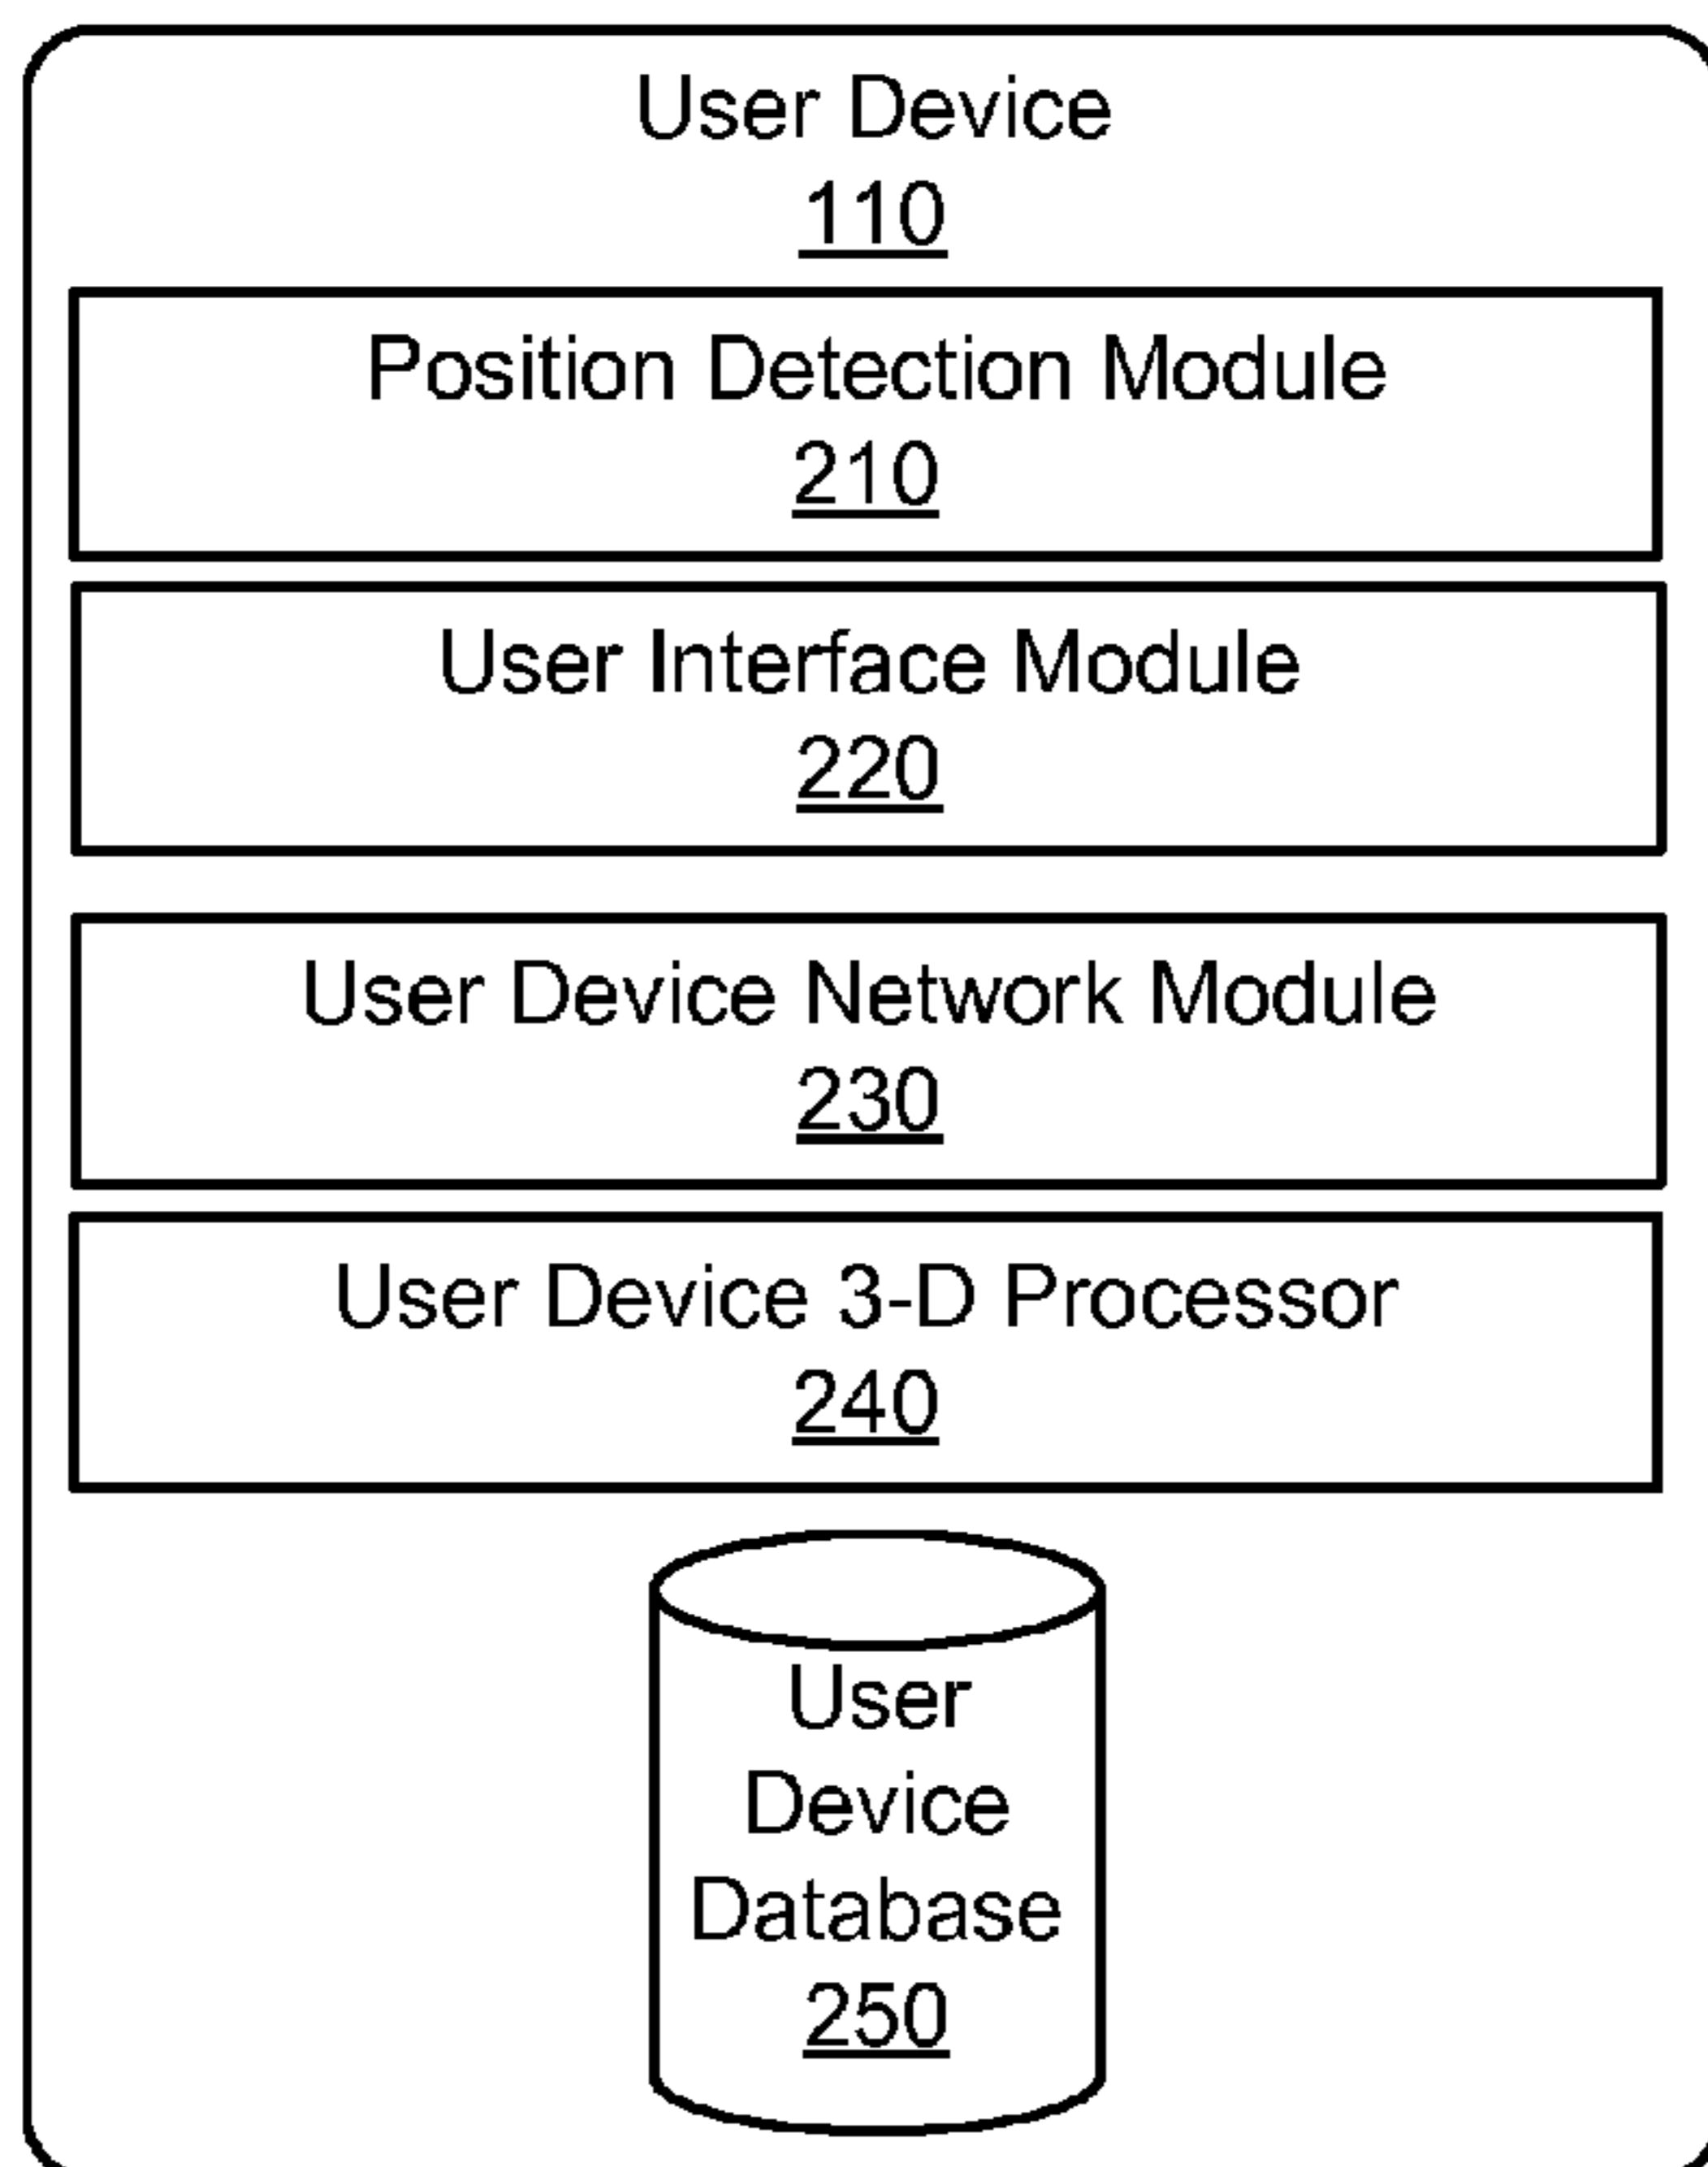 User Device
110
Position Detection Module
210
User Interface Module
220
User Device Network Module
230
User Device 3-D Processor
240
User
Device
Database
250